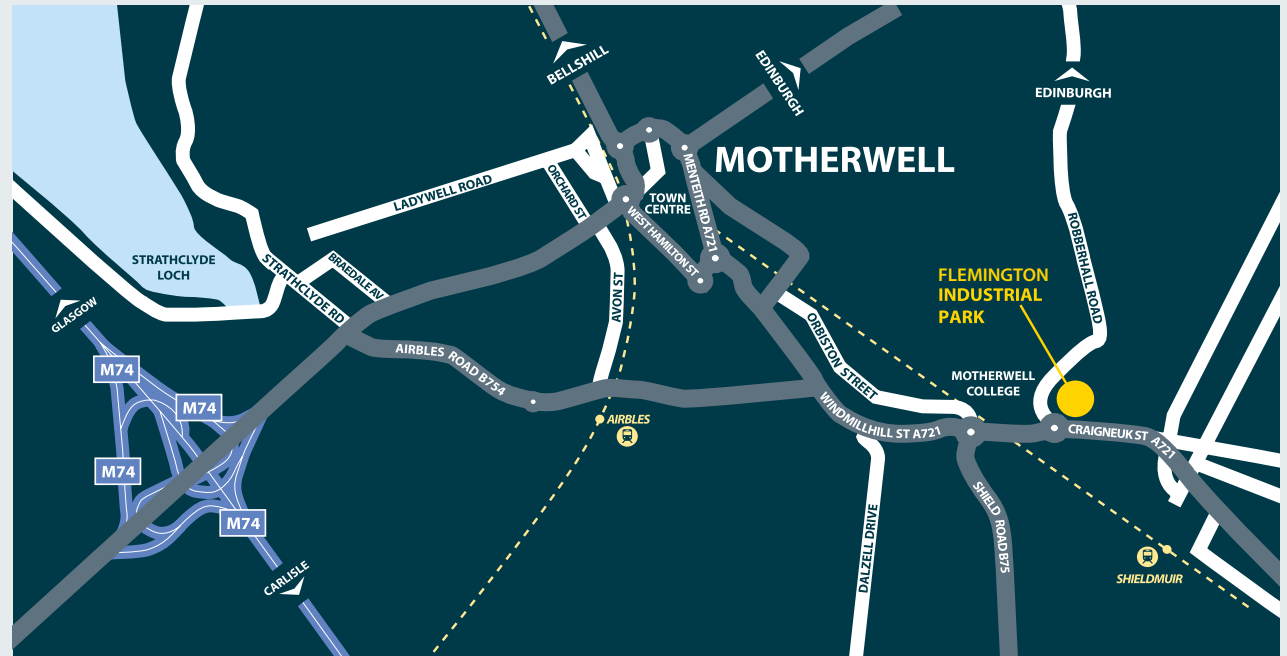 BELLSHILL
EDINBURGH
EDINBURGH
MOTHERWELL
LADYWELL ROAD
ORCHARD ST
MENTEITH RD A721
TOWN
CENTRE
WEST HAMILTON ST
ROBBERHALL ROAD
STRATHCLYDE
LOCH
STRATHCLYDE RD
BRAEDALE AV
AVON ST
FLEMINGTON
INDUSTRIAL
PARK
GLASGOW
ORBISTON STREET
AIRBLES ROAD B754
M74
M74
MOTHERWELL
COLLEGE
AIRBLES
WINDMILLHILL ST A721
CRAIGNEUK ST A721
M74
M74
SHIELD ROAD B75
DALZELL DRIVE
CARLISLE
SHIELDMUIR